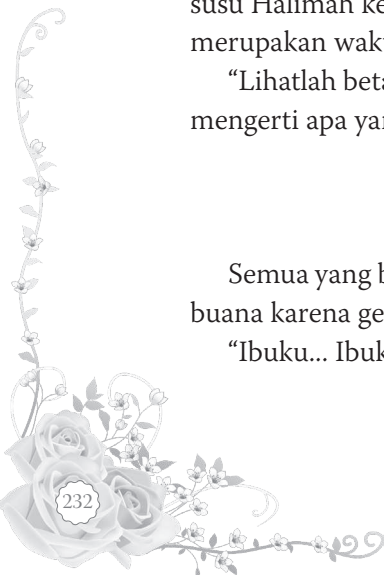 susu Halimah ke
merupakan wakt
“Lihatlah beta
mengerti apa yan
Semua yang b
buana karena ge
“Ibuku... Ibuk
232